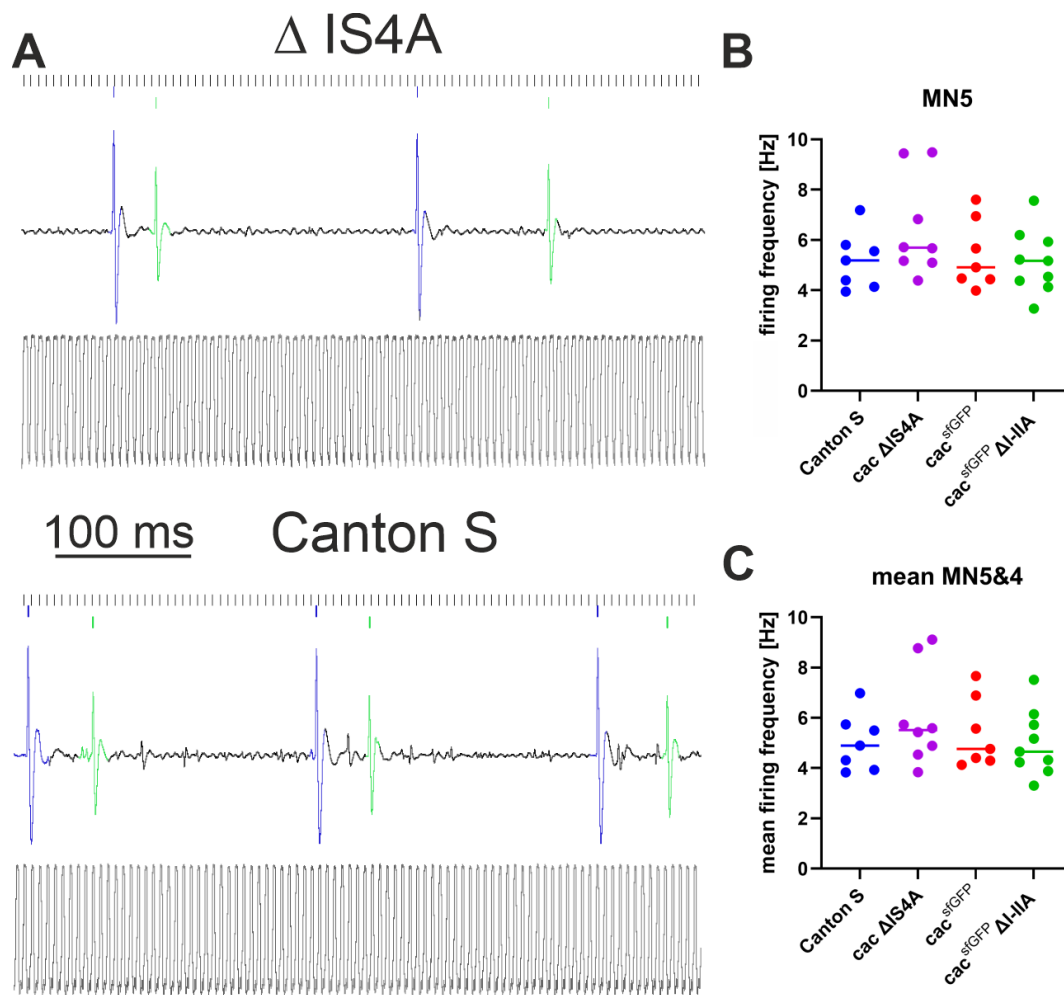 A
Δ IS4A
100 ms
Canton S
B
MN5
firing frequency [Hz]
10
8
6
4
2
0
Canton S
cac ΔIS4A
cac sfGFP
cac sfGFP ΔI-IIA
C
mean MN5&4
mean firing frequency [Hz]
10
8
6
4
2
0
Canton S
cac ΔIS4A
cac sfGFP
cac sfGFP ΔI-IIA